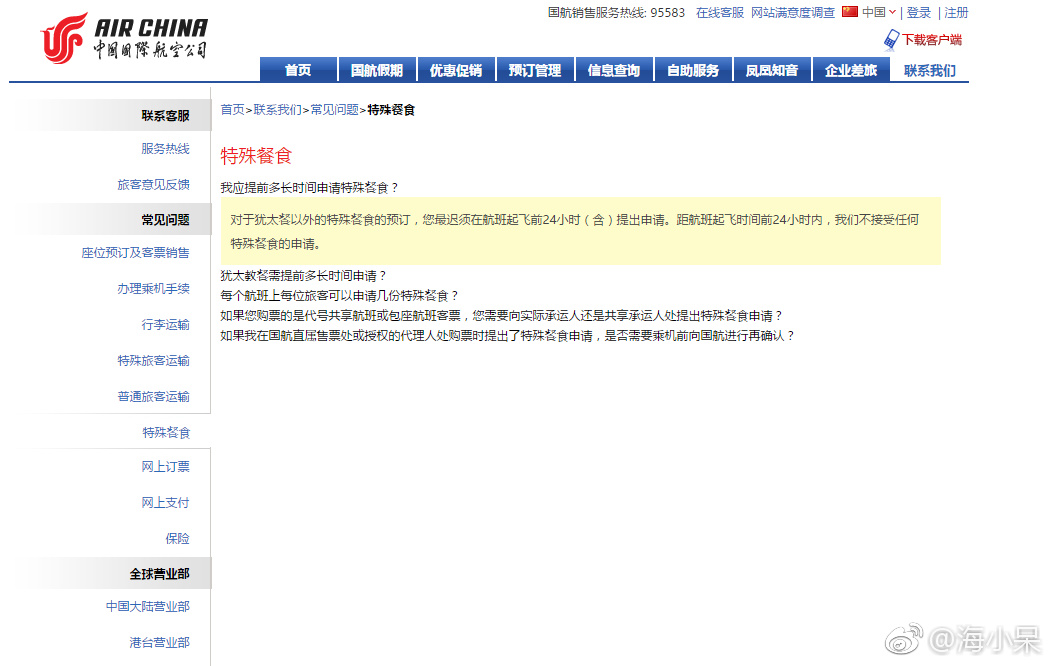 国航销售服务热线: 95583 在线客服 网站满意度调查 中国 | 登录 | 注册
AIR CHINA
中国国際航空公司
下载客户端
首页 国航假期 优惠促销 预订管理 信息查询 自助服务 凤凰知音 企业差旅 联系我们
联系客服
服务热线
旅客意见反馈
常见问题
座位预订及客票销售
办理乘机手续
行李运输
特殊旅客运输
普通旅客运输
特殊餐食
网上订票
网上支付
保险
全球营业部
中国大陆营业部
港台营业部
首页>联系我们>常见问题>特殊餐食
特殊餐食
我应提前多长时间申请特殊餐食？
对于犹太餐以外的特殊餐食的预订，您最迟须在航班起飞前24小时（含）提出申请。距航班起飞时间前24小时内，我们不接受任何
特殊餐食的申请。
犹太教餐需提前多长时间申请？
每个航班上每位旅客可以申请几份特殊餐食？
如果您购票的是代号共享航班或包座航班客票，您需要向实际承运人还是共享承运人处提出特殊餐食申请？
如果我在国航直属售票处或授权的代理人处购票时提出了特殊餐食申请，是否需要乘机前向国航进行再确认？
@海小呆